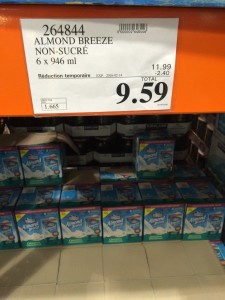 264844
ALMOND BREEZE
NON-SUCRÉ
6 x 946 ml
11.99
Réduction temporaire
-2.40
TOTAL
9.59
1.665